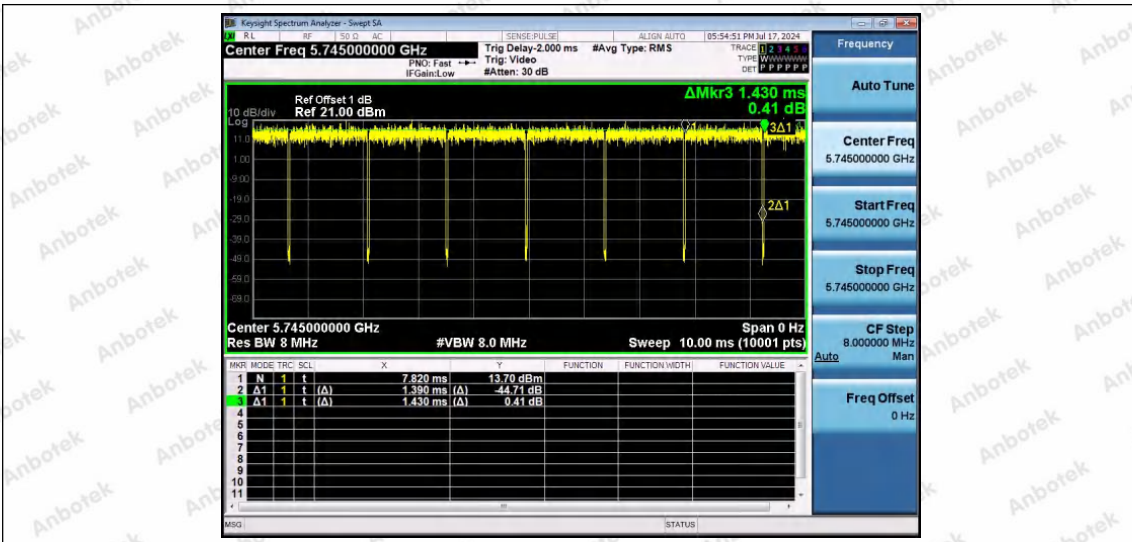 Keysight Spectrum Analyzer - Swept SA
RL RF 50 Ω AC SENSE:PULSE ALIGN AUTO 05:54:51 PM Jul 17, 2024
Center Freq 5.745000000 GHz
PNO: Fast
IFGain:Low
Trig Delay-2.000 ms
Trig: Video
#Atten: 30 dB
#Avg Type: RMS
TRACE 1 2 3 4 5 6
TYPE WWWWWW
DET P P P P P P
ΔMkr3 1.430 ms
0.41 dB
Ref Offset 1 dB
10 dB/div Ref 21.00 dBm
Log
11.0
1.00
-9.00
-19.0
-29.0
-39.0
-49.0
-59.0
-69.0
1
3Δ1
2Δ1
Center 5.745000000 GHz Span 0 Hz
Res BW 8 MHz #VBW 8.0 MHz Sweep 10.00 ms (10001 pts)
MKR MODE TRC SCL X Y FUNCTION FUNCTION WIDTH FUNCTION VALUE
1 N 1 t 7.820 ms 13.70 dBm
2 Δ1 1 t (Δ) 1.390 ms (Δ) -44.71 dB
3 Δ1 1 t (Δ) 1.430 ms (Δ) 0.41 dB
4
5
6
7
8
9
10
11
MSG STATUS
Frequency
Auto Tune
Center Freq
5.745000000 GHz
Start Freq
5.745000000 GHz
Stop Freq
5.745000000 GHz
CF Step
8.000000 MHz
Auto Man
Freq Offset
0 Hz
Anbotek